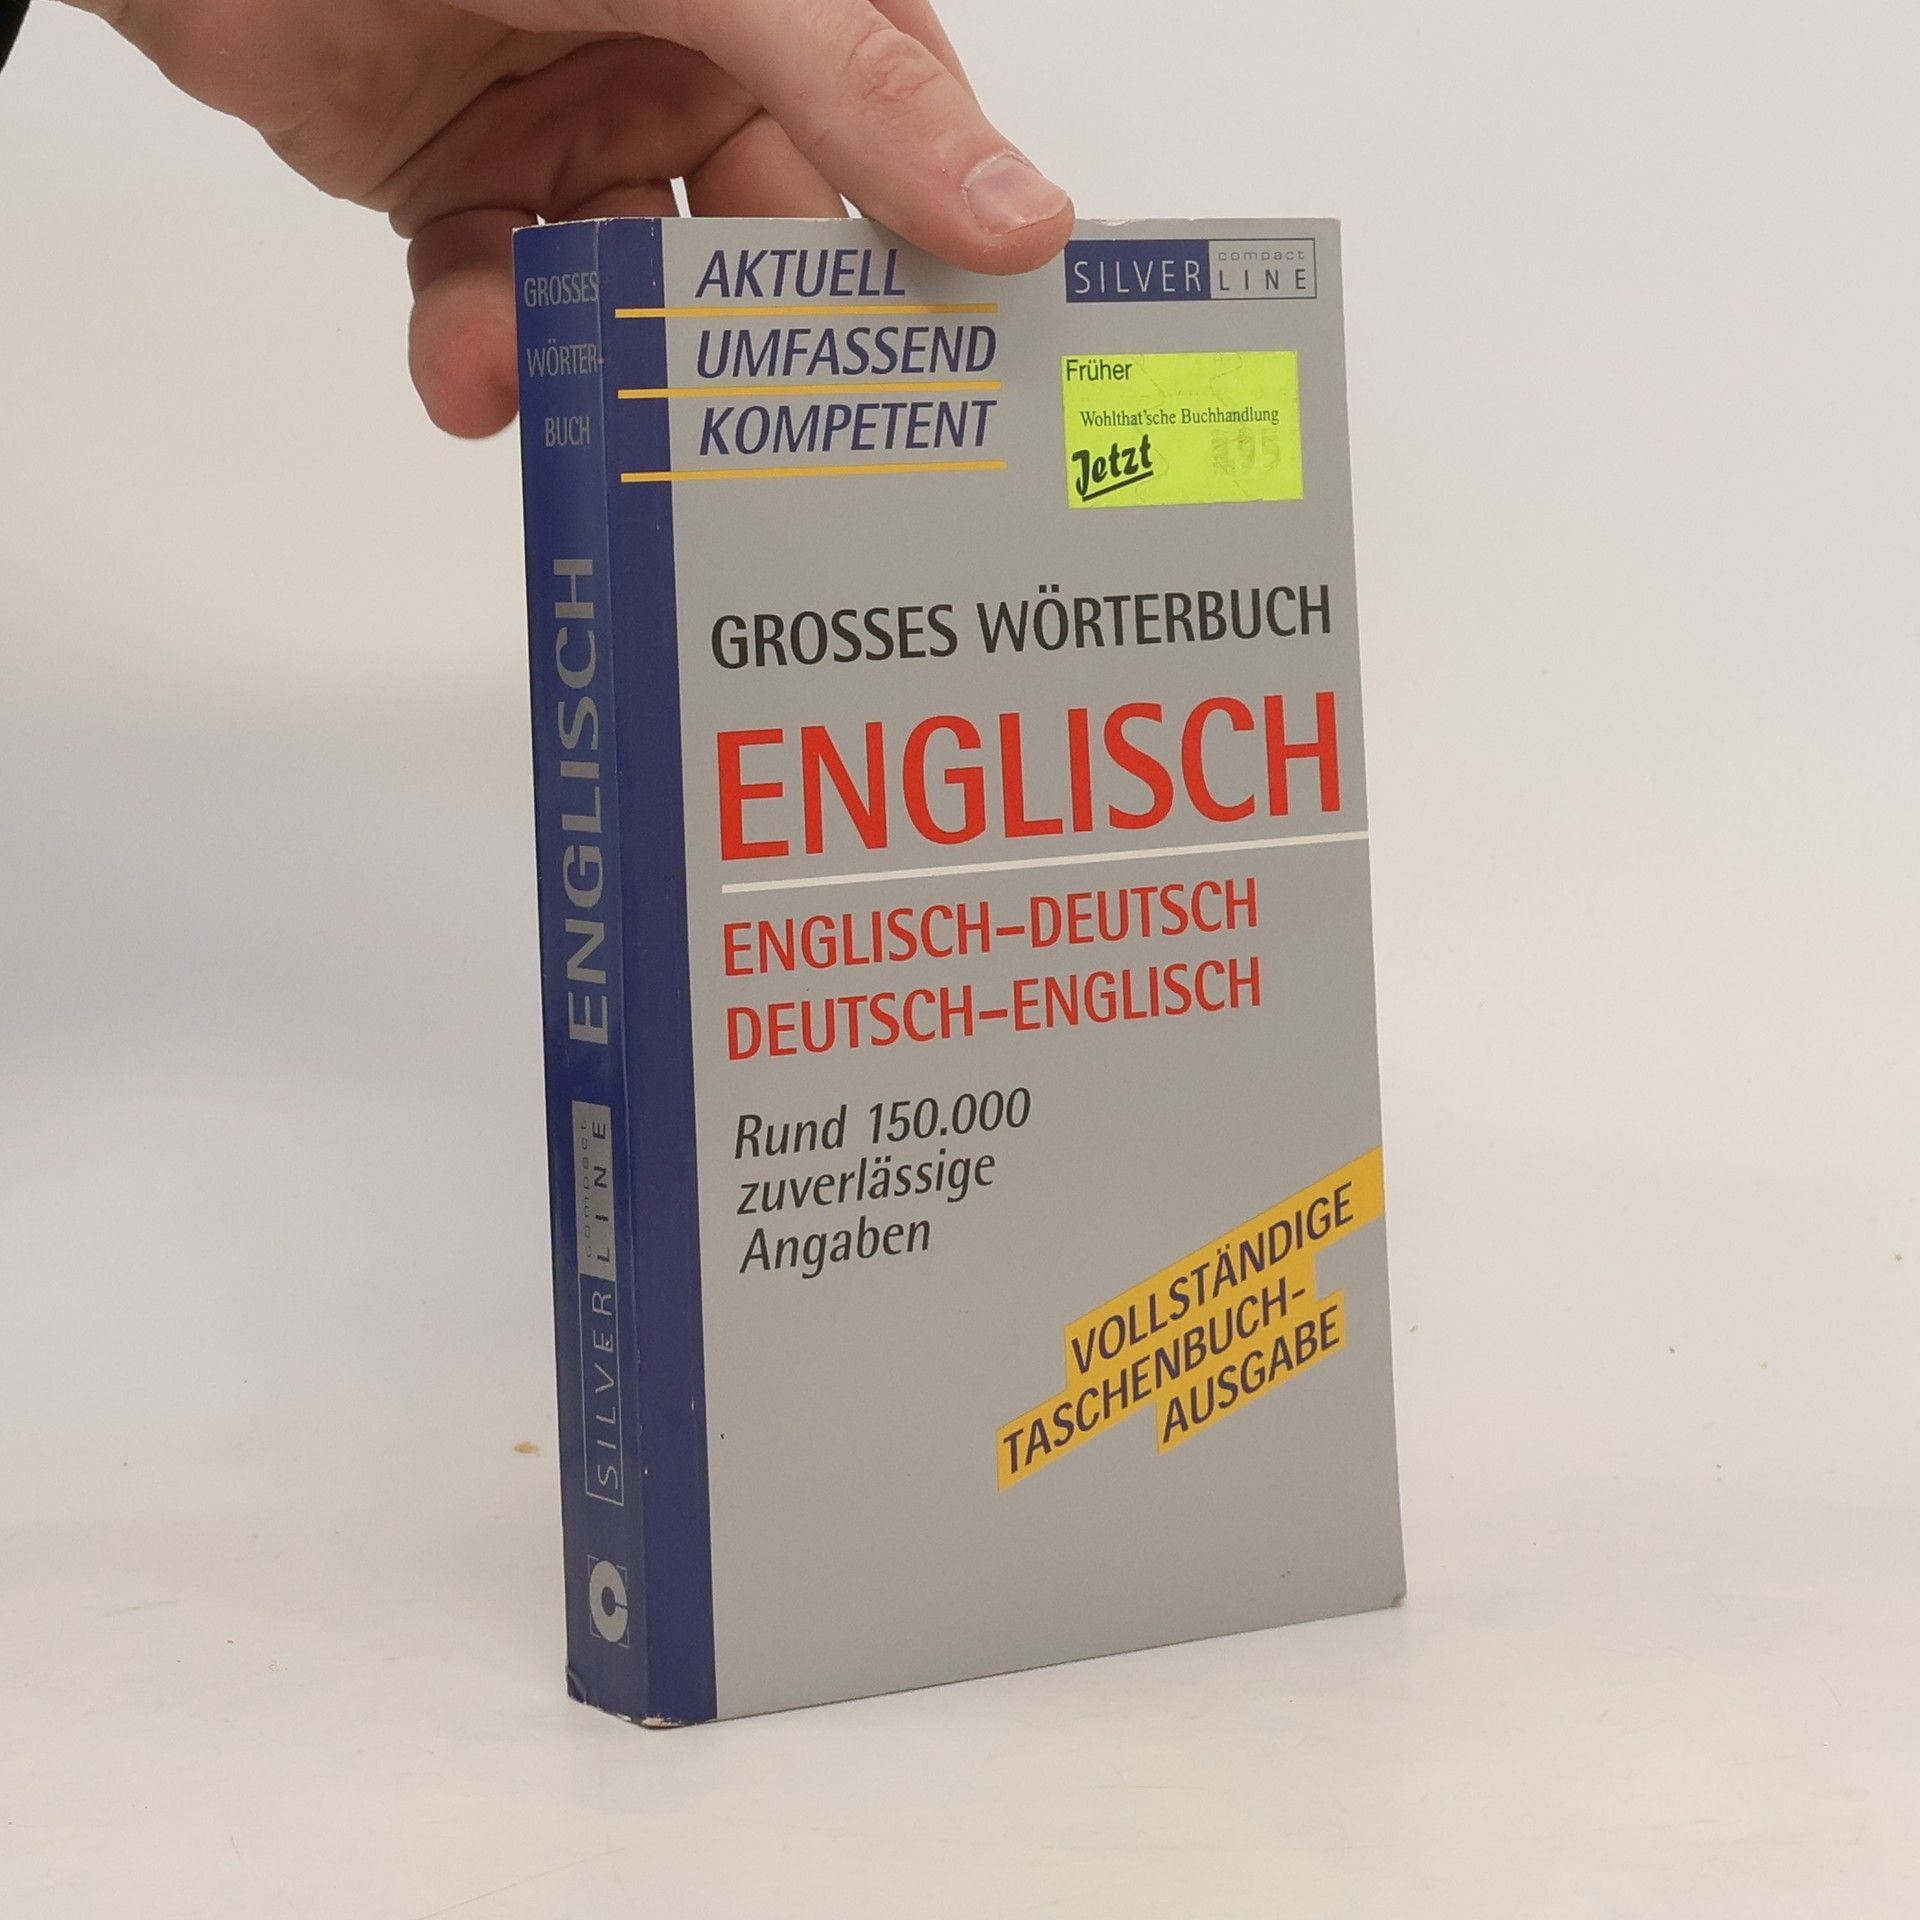 GROSSES
WÖRTER-
BUCH
ENGLISCH
SILVER compact LINE
C
AKTUELL
UMFASSEND
KOMPETENT
SILVER compact LINE
Früher
Wohlthat'sche Buchhandlung
Jetzt
GROSSES WÖRTERBUCH
ENGLISCH
ENGLISCH–DEUTSCH
DEUTSCH–ENGLISCH
Rund 150.000
zuverlässige
Angaben
VOLLSTÄNDIGE
TASCHENBUCH-
AUSGABE